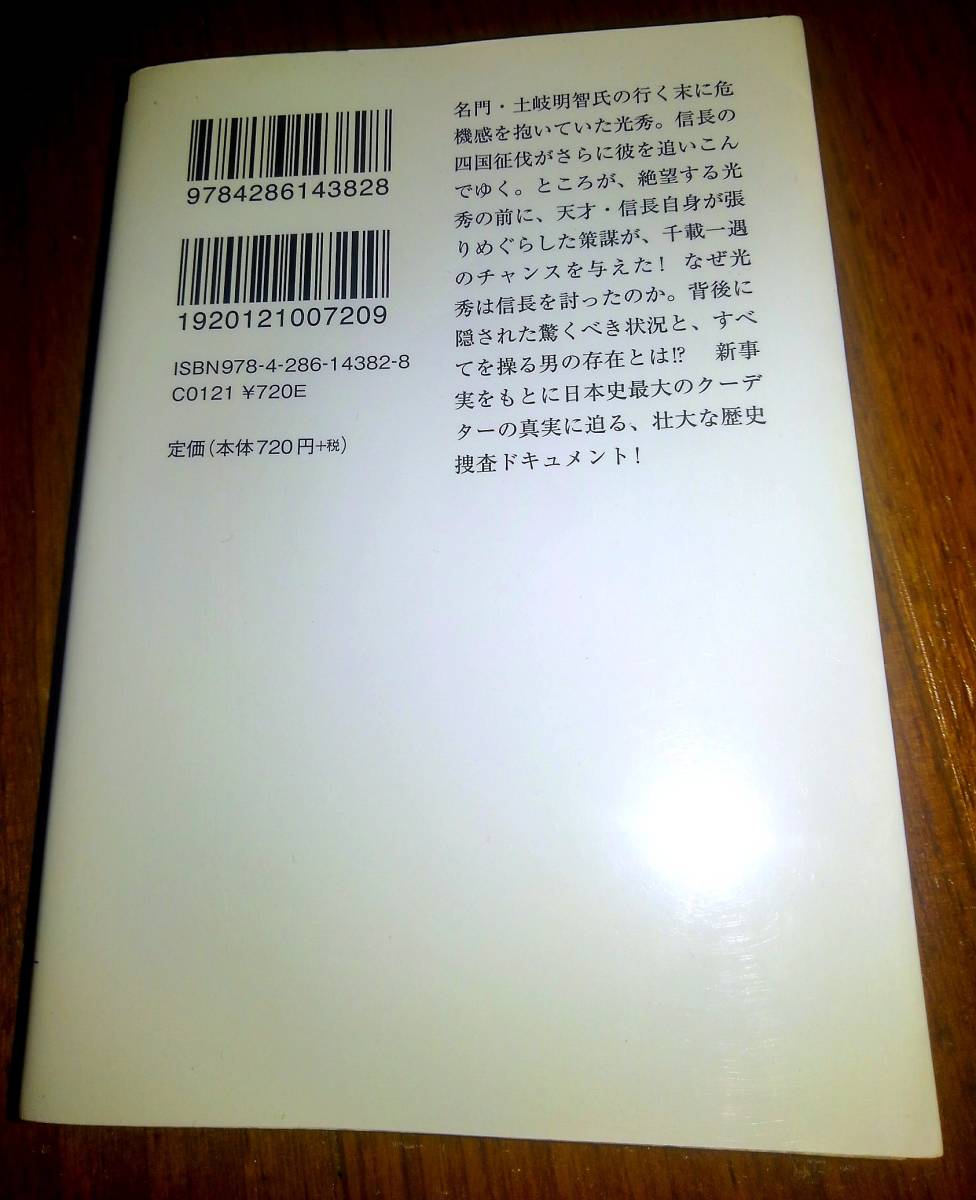 9784286143828
1920121007209
ISBN978-4-286-14382-8
C0121 ¥720E
定価(本体720円+税)
名門・土岐明智氏の行く末に危
機感を抱いていた光秀。信長の
四国征伐がさらに彼を追いこん
でゆく。ところが、絶望する光
秀の前に、天才・信長自身が張
りめぐらした策謀が、千載一遇
のチャンスを与えた! なぜ光
秀は信長を討ったのか。背後に
隠された驚くべき状況と、すべ
てを操る男の存在とは!? 新事
実をもとに日本史最大のクーデ
ターの真実に迫る、壮大な歴史
捜査ドキュメント!